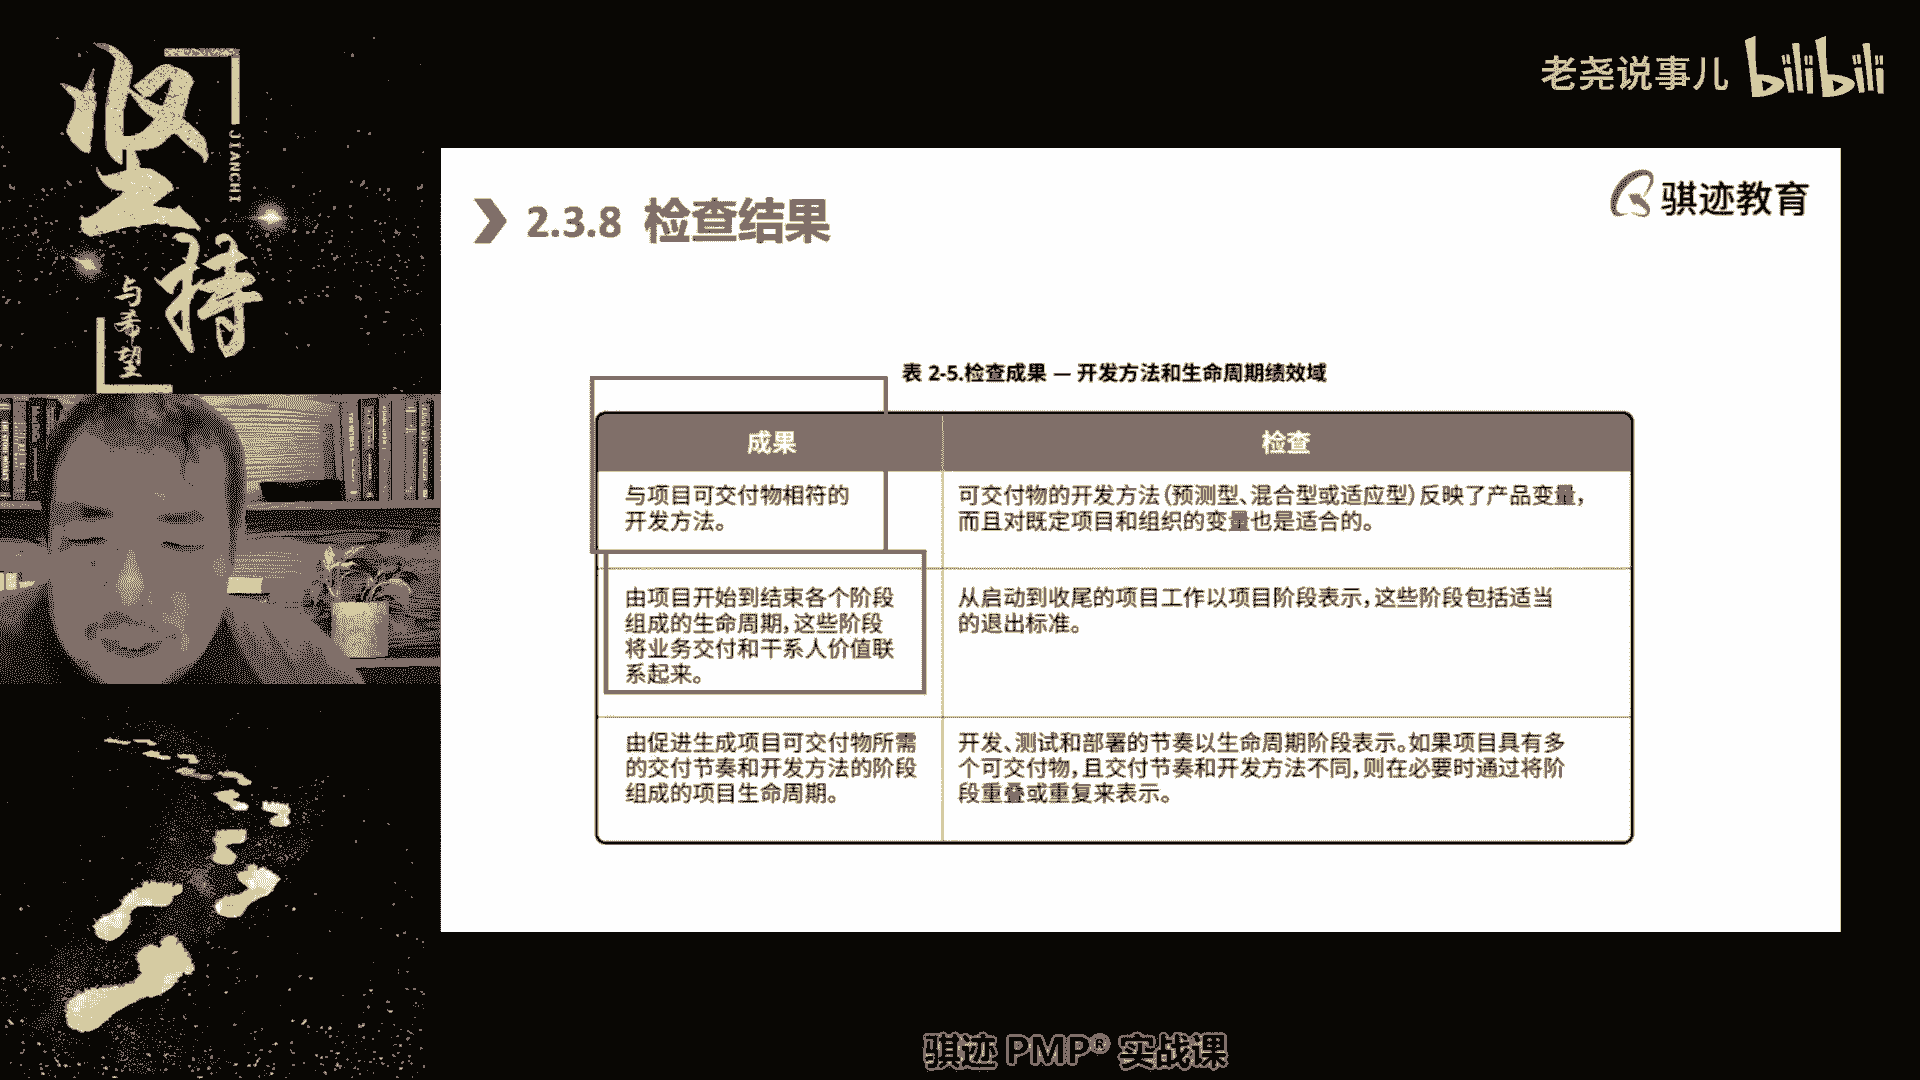 坚
JIANCHI
持
与希望
老尧说事儿 bilibili
骐迹教育
2.3.8 检查结果
表 2-5.检查成果 — 开发方法和生命周期绩效域
成果
检查
与项目可交付物相符的
开发方法。
可交付物的开发方法(预测型、混合型或适应型)反映了产品变量,
而且对既定项目和组织的变量也是适合的。
由项目开始到结束各个阶段
组成的生命周期,这些阶段
将业务交付和干系人价值联
系起来。
从启动到收尾的项目工作以项目阶段表示,这些阶段包括适当
的退出标准。
由促进生成项目可交付物所需
的交付节奏和开发方法的阶段
组成的项目生命周期。
开发、测试和部署的节奏以生命周期阶段表示。如果项目具有多
个可交付物,且交付节奏和开发方法不同,则在必要时通过将阶
段重叠或重复来表示。
骐迹 PMP® 实战课